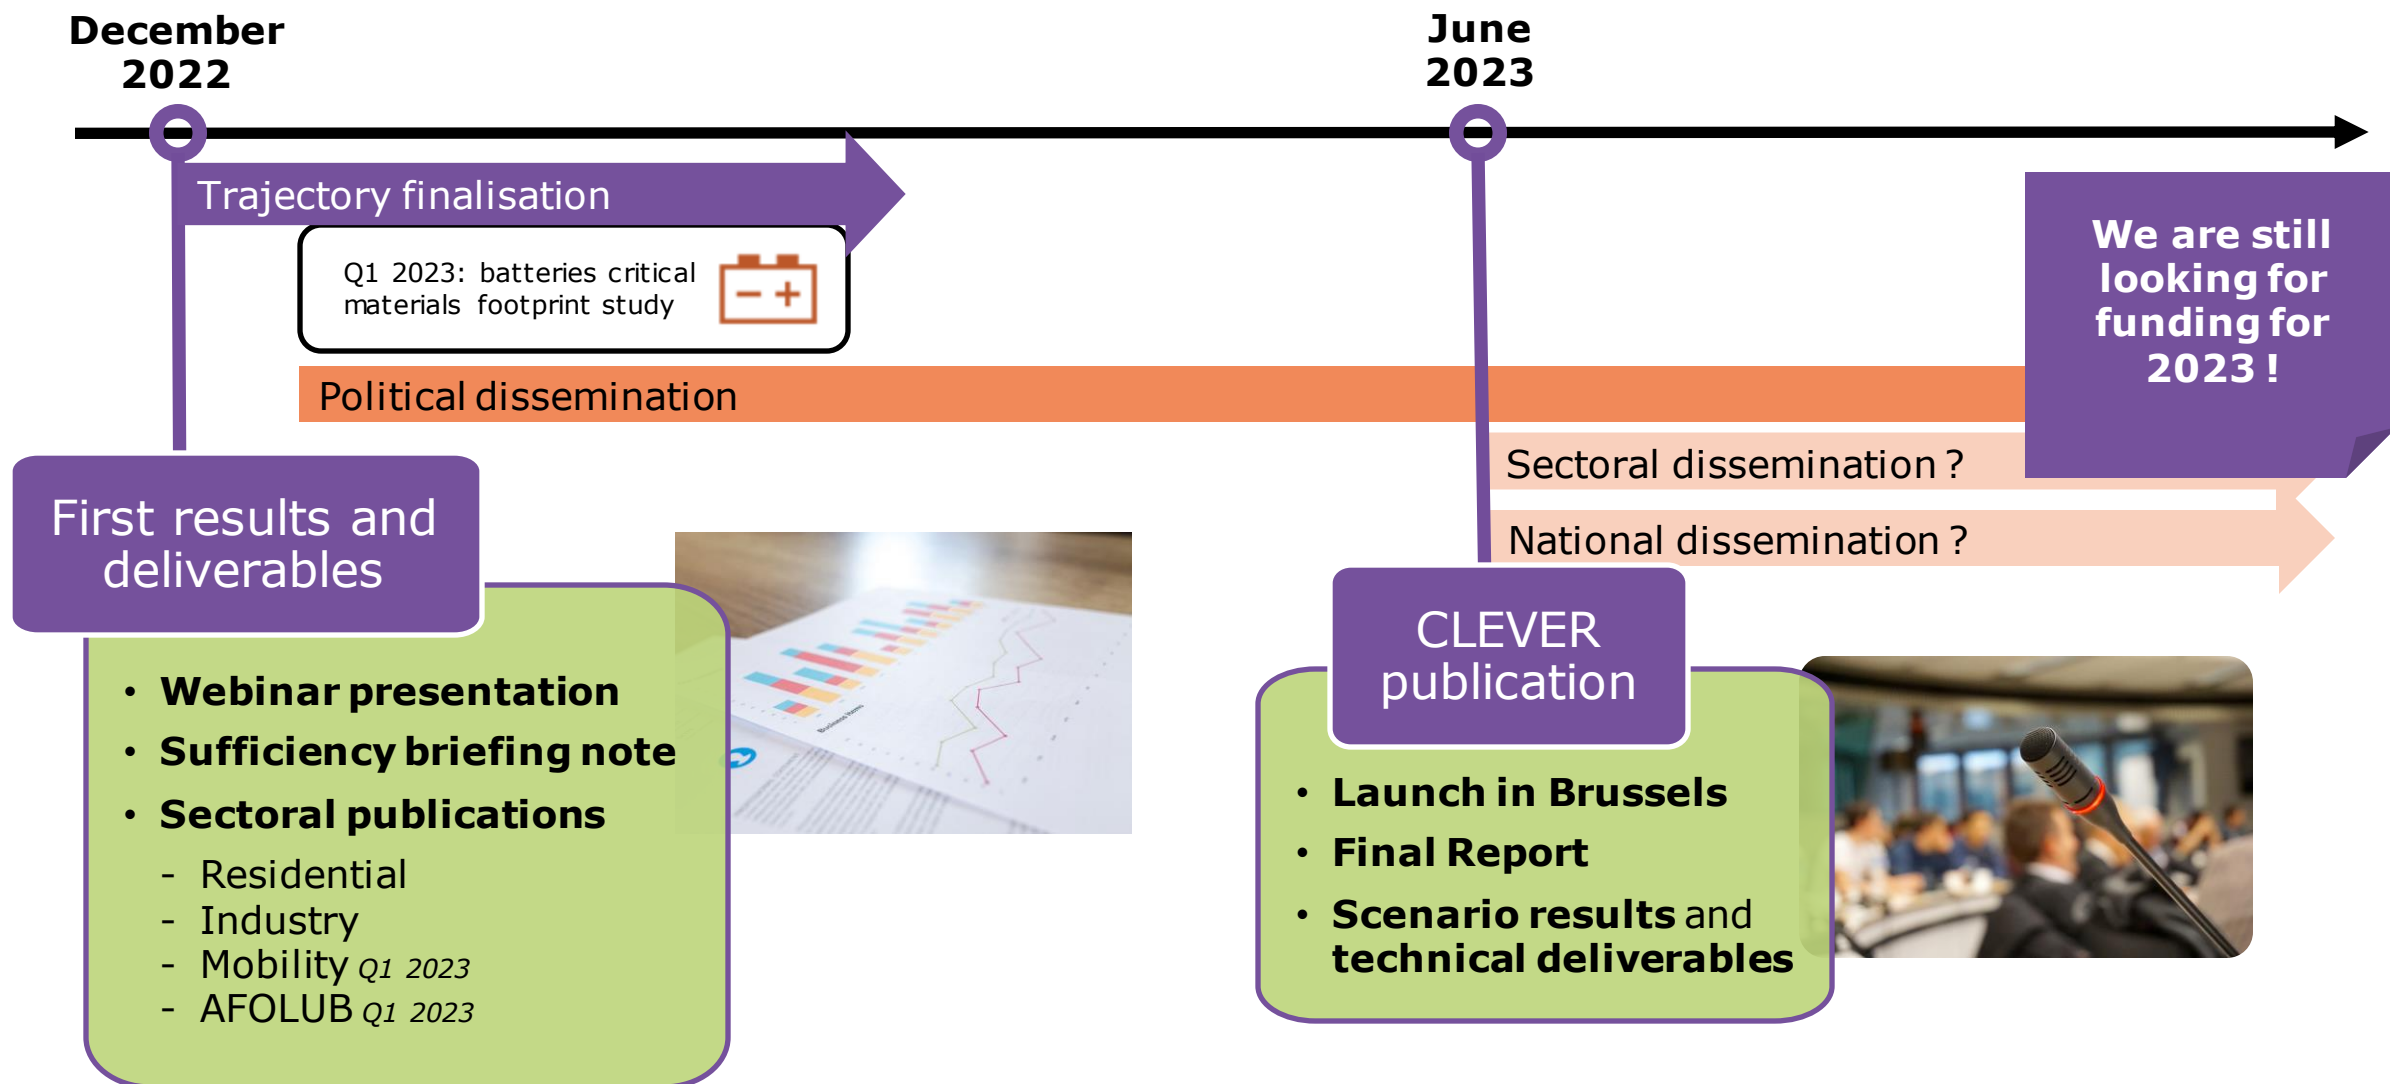 December
2022
June
2023
Trajectory finalisation
Q1 2023: batteries critical
materials footprint study
We are still
looking for
funding for
2023 !
Political dissemination
Sectoral dissemination ?
National dissemination ?
First results and
deliverables
• Webinar presentation
• Sufficiency briefing note
• Sectoral publications
- Residential
- Industry
- Mobility Q1 2023
- AFOLUB Q1 2023
CLEVER
publication
• Launch in Brussels
• Final Report
• Scenario results and
technical deliverables